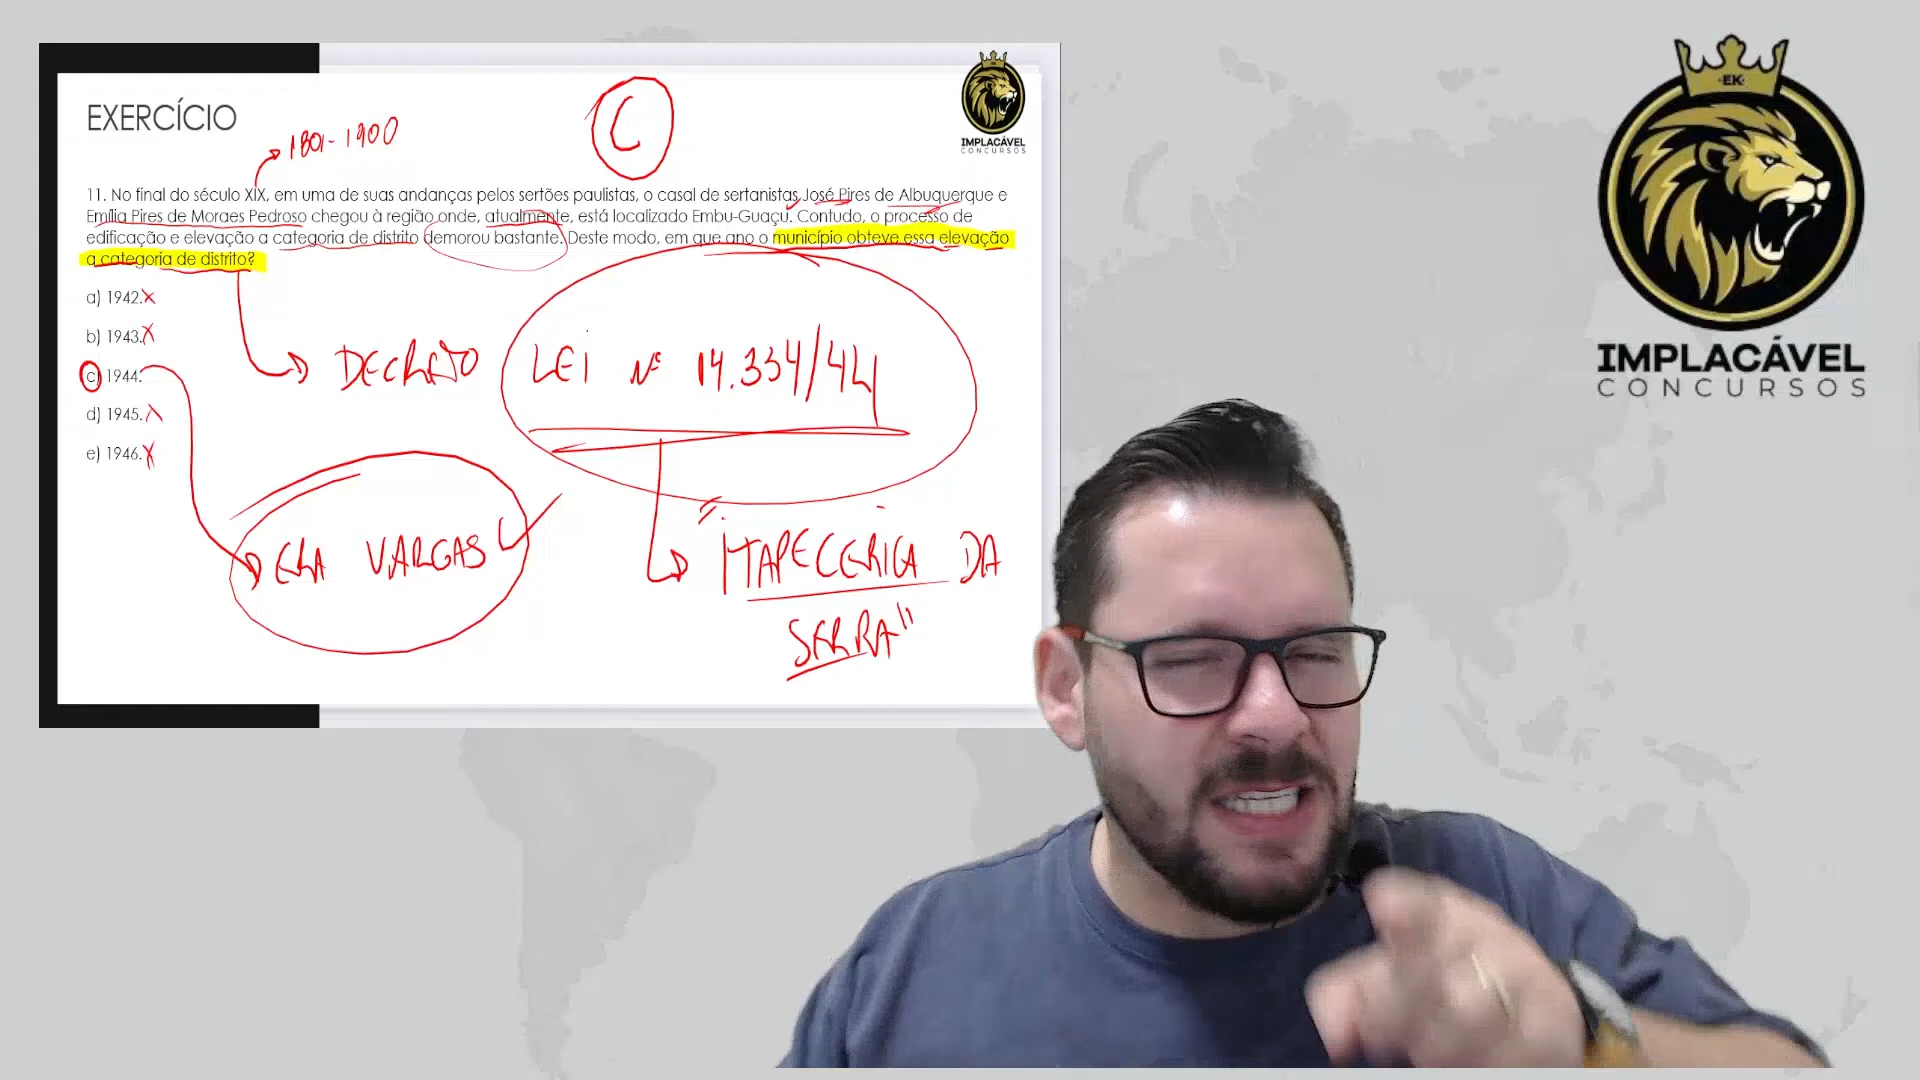 EXERCÍCIO
1801-1900
C
IMPLACÁVEL
CONCURSOS
11. No final do século XIX, em uma de suas andanças pelos sertões paulistas, o casal de sertanistas José Pires de Albuquerque e
Emília Pires de Moraes Pedroso chegou à região onde, atualmente, está localizado Embu-Guaçu. Contudo, o processo de
edificação e elevação a categoria de distrito demorou bastante. Deste modo, em que ano o município obteve essa elevação
a categoria de distrito?
a) 1942.
b) 1943.
c) 1944.
d) 1945.
e) 1946.
DECRETO LEI Nº 14.334/44
ERA VARGAS
"ITAPECERICA DA
SERRA"
EK
IMPLACÁVEL
CONCURSOS